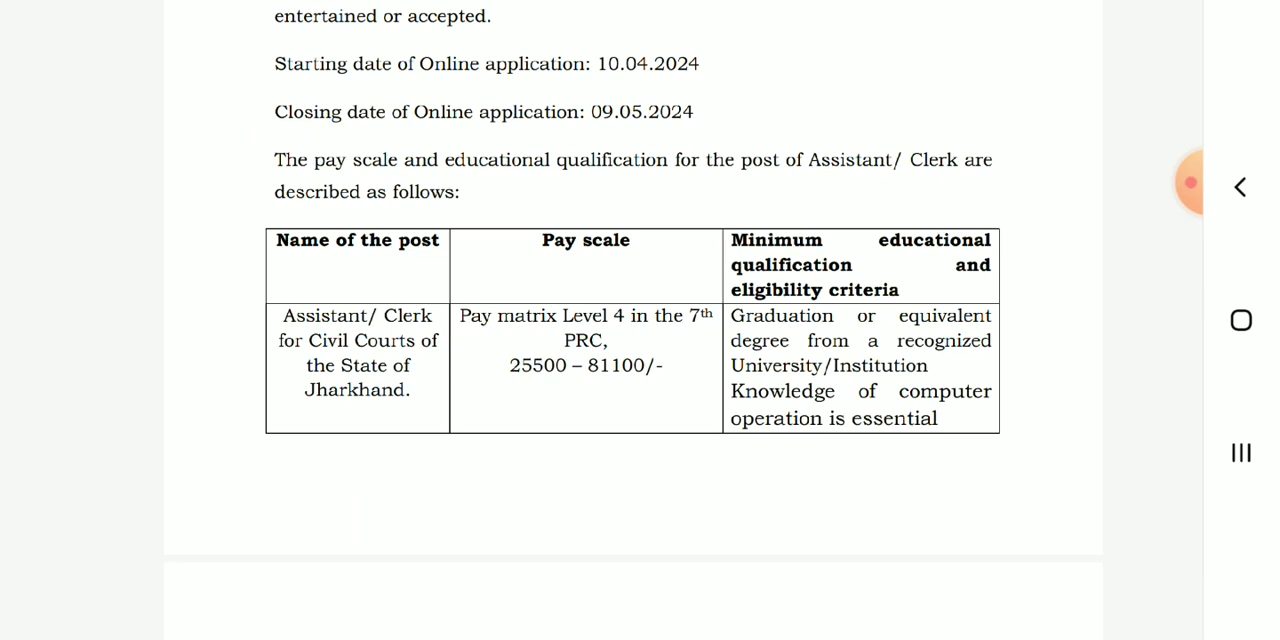 entertained or accepted.
Starting date of Online application: 10.04.2024
Closing date of Online application: 09.05.2024
The pay scale and educational qualification for the post of Assistant/ Clerk are
described as follows:
Name of the post
Pay scale
Minimum educational
qualification and
eligibility criteria
Assistant/ Clerk
for Civil Courts of
the State of
Jharkhand.
Pay matrix Level 4 in the 7th
PRC,
25500 – 81100/-
Graduation or equivalent
degree from a recognized
University/Institution
Knowledge of computer
operation is essential